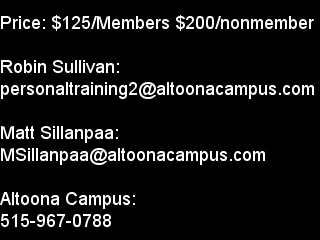 Price: $125/Members $200/nonmember
Robin Sullivan:
personaltraining2@altoonacampus.com
Matt Sillanpaa:
MSillanpaa@altoonacampus.com
Altoona Campus:
515-967-0788